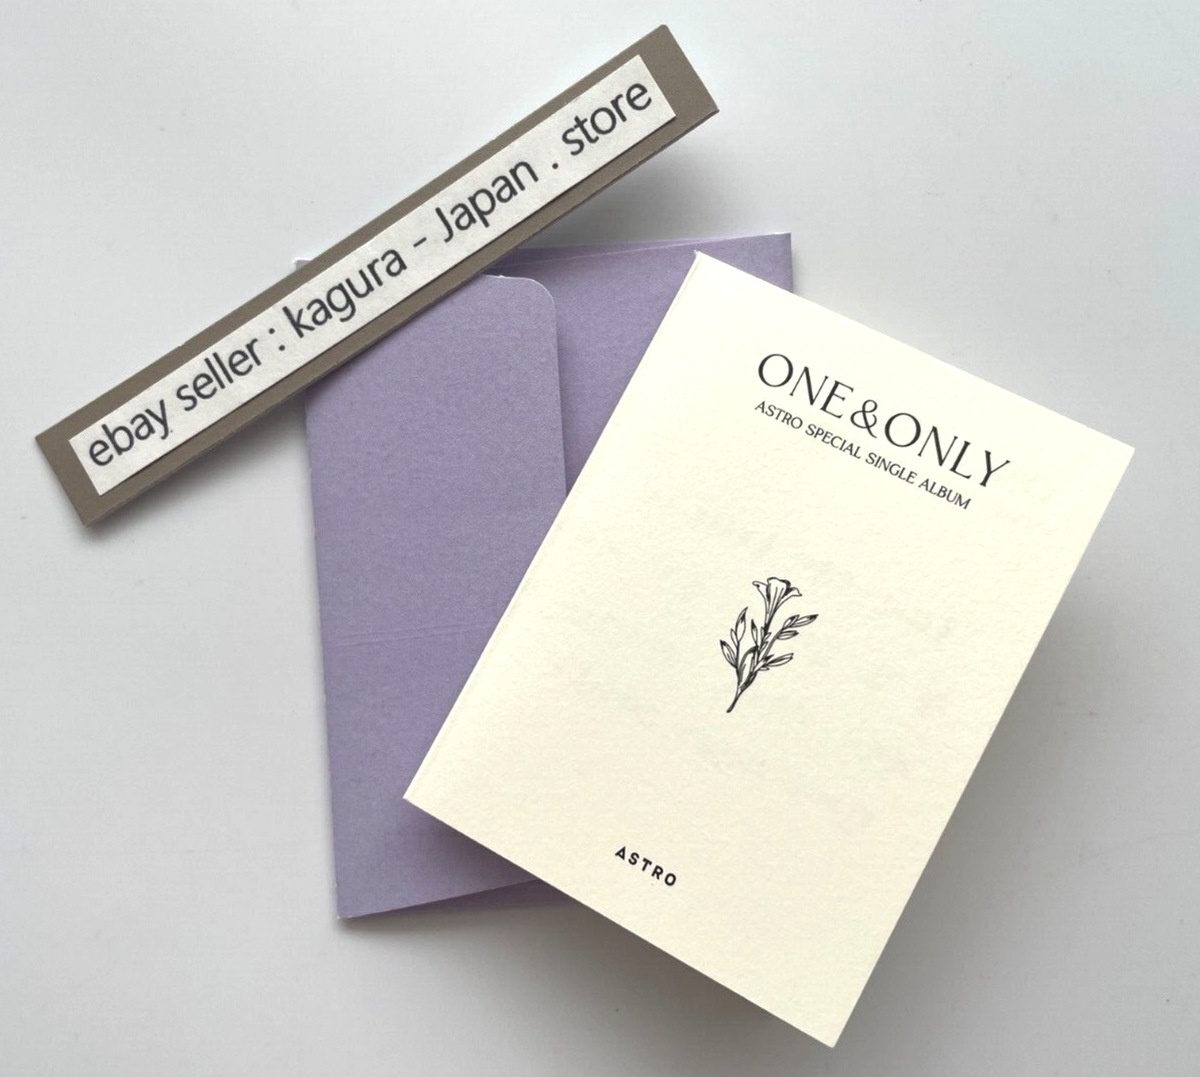 ebay seller : kagura - Japan . store
ONE&ONLY
ASTRO SPECIAL SINGLE ALBUM
ASTRO